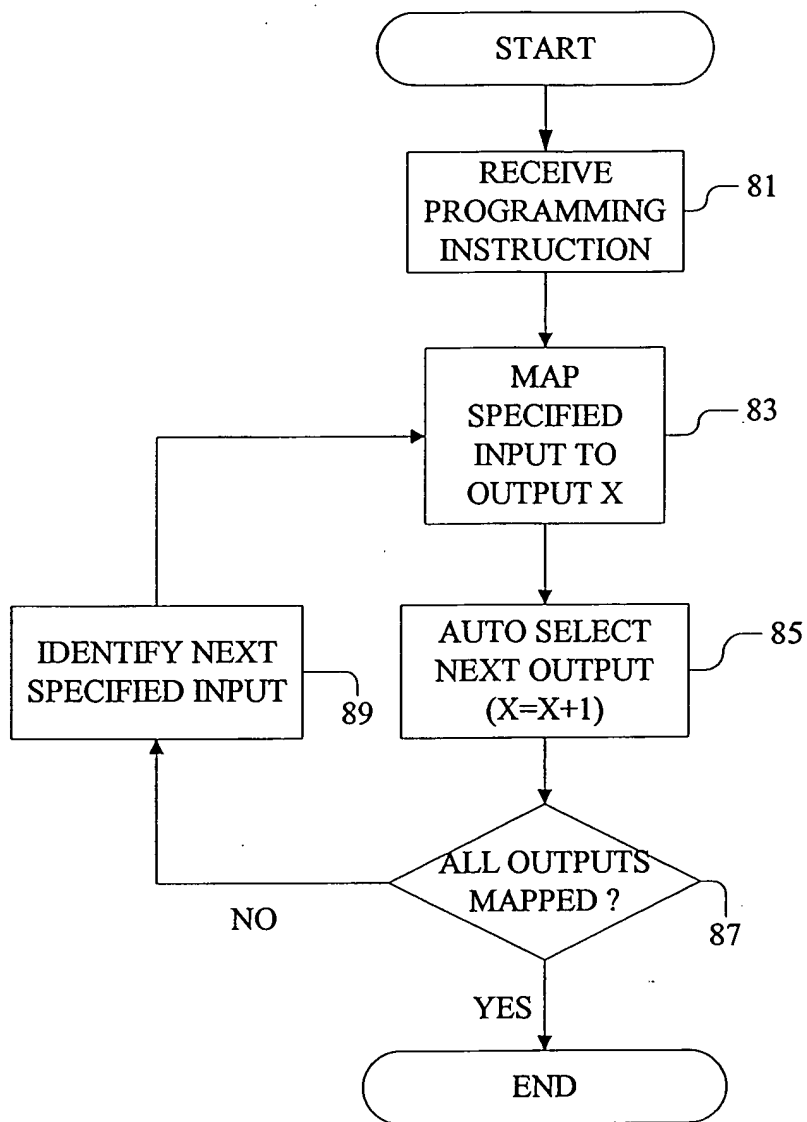 START
RECEIVE
PROGRAMMING
INSTRUCTION
81
MAP
SPECIFIED
INPUT TO
OUTPUT X
83
AUTO SELECT
NEXT OUTPUT
(X=X+1)
85
IDENTIFY NEXT
SPECIFIED INPUT
89
ALL OUTPUTS
MAPPED ?
87
NO
YES
END